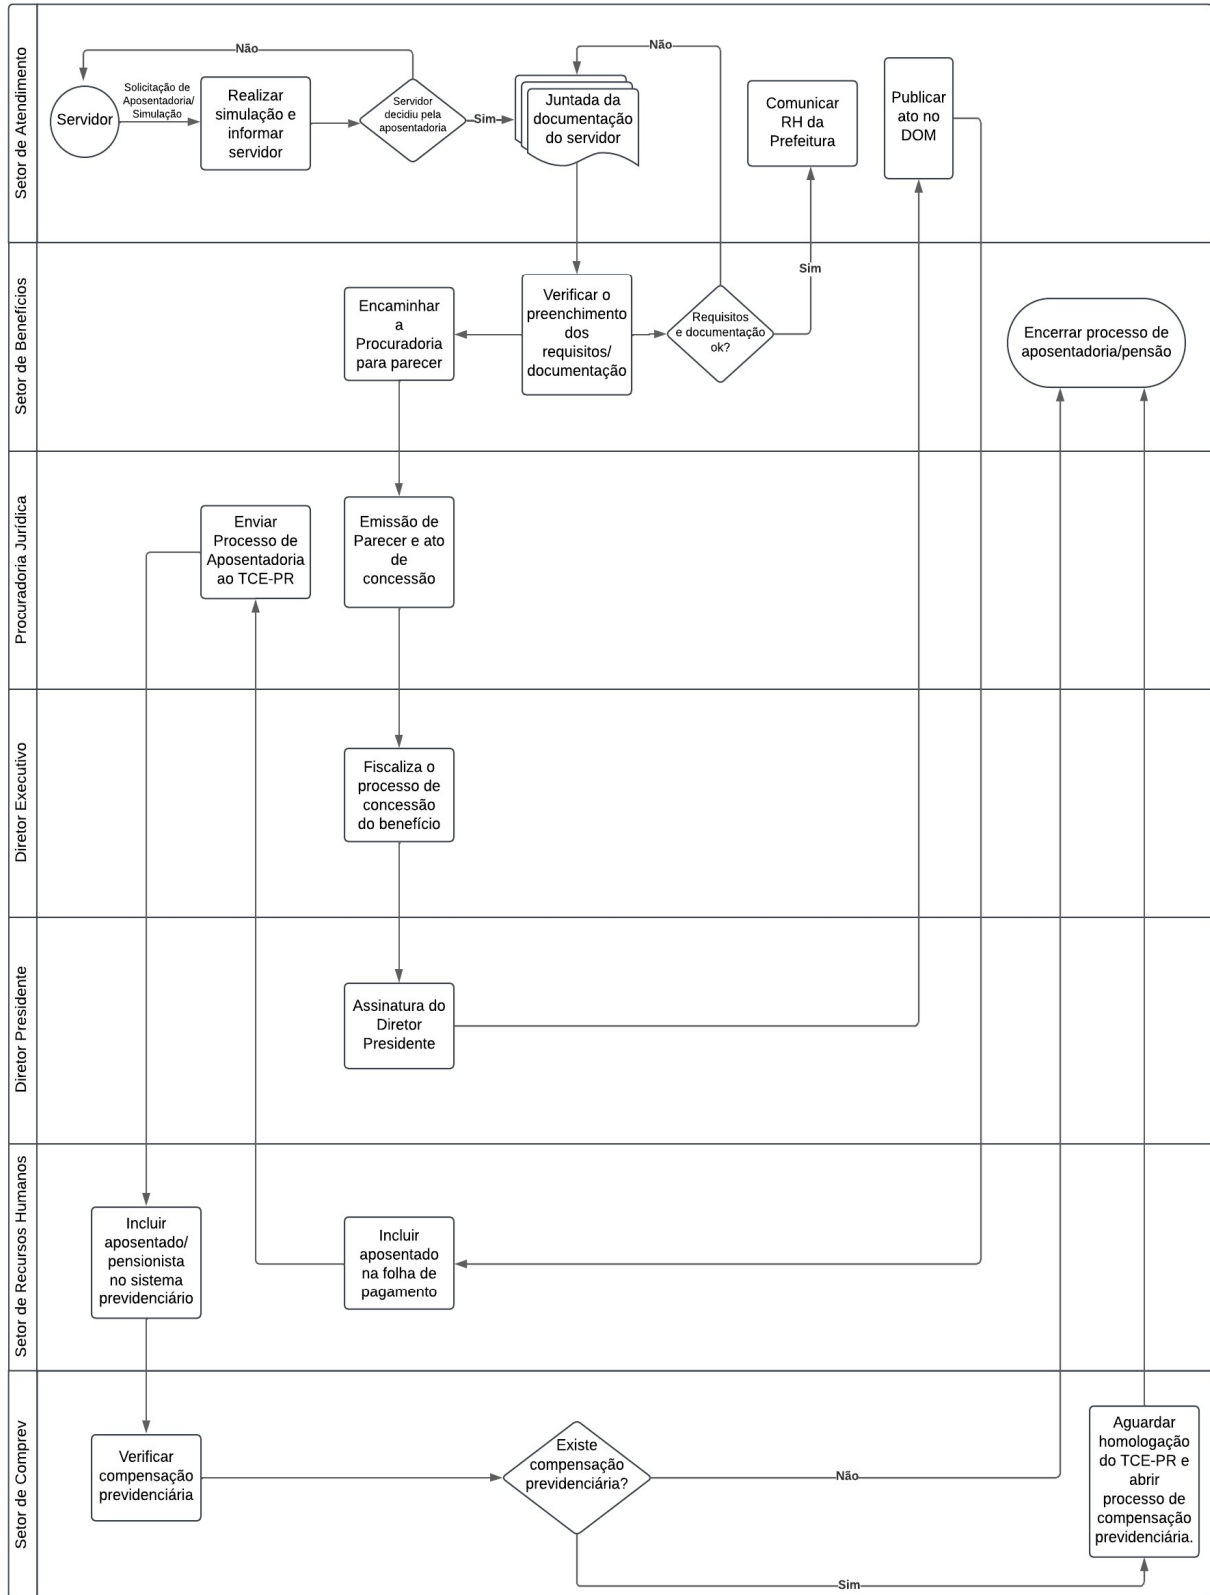 Setor de Atendimento
Não
Não
Servidor
Solicitação de
Aposentadoria/
Simulação
Realizar
simulação e
informar
servidor
Servidor
decidiu pela
aposentadoria
Sim
Juntada da
documentação
do servidor
Comunicar
RH da
Prefeitura
Publicar
ato no
DOM
Setor de Benefícios
Encaminhar
a
Procuradoria
para parecer
Verificar o
preenchimento
dos
requisitos/
documentação
Requisitos
e documentação
ok?
Sim
Encerrar processo de
aposentadoria/pensão
Procuradoria Jurídica
Enviar
Processo de
Aposentadoria
ao TCE-PR
Emissão de
Parecer e ato
de
concessão
Diretor Executivo
Fiscaliza o
processo de
concessão
do benefício
Diretor Presidente
Assinatura do
Diretor
Presidente
Setor de Recursos Humanos
Incluir
aposentado/
pensionista
no sistema
previdenciário
Incluir
aposentado
na folha de
pagamento
Setor de Comprev
Verificar
compensação
previdenciária
Existe
compensação
previdenciária?
Não
Sim
Aguardar
homologação
do TCE-PR e
abrir
processo de
compensação
previdenciária.